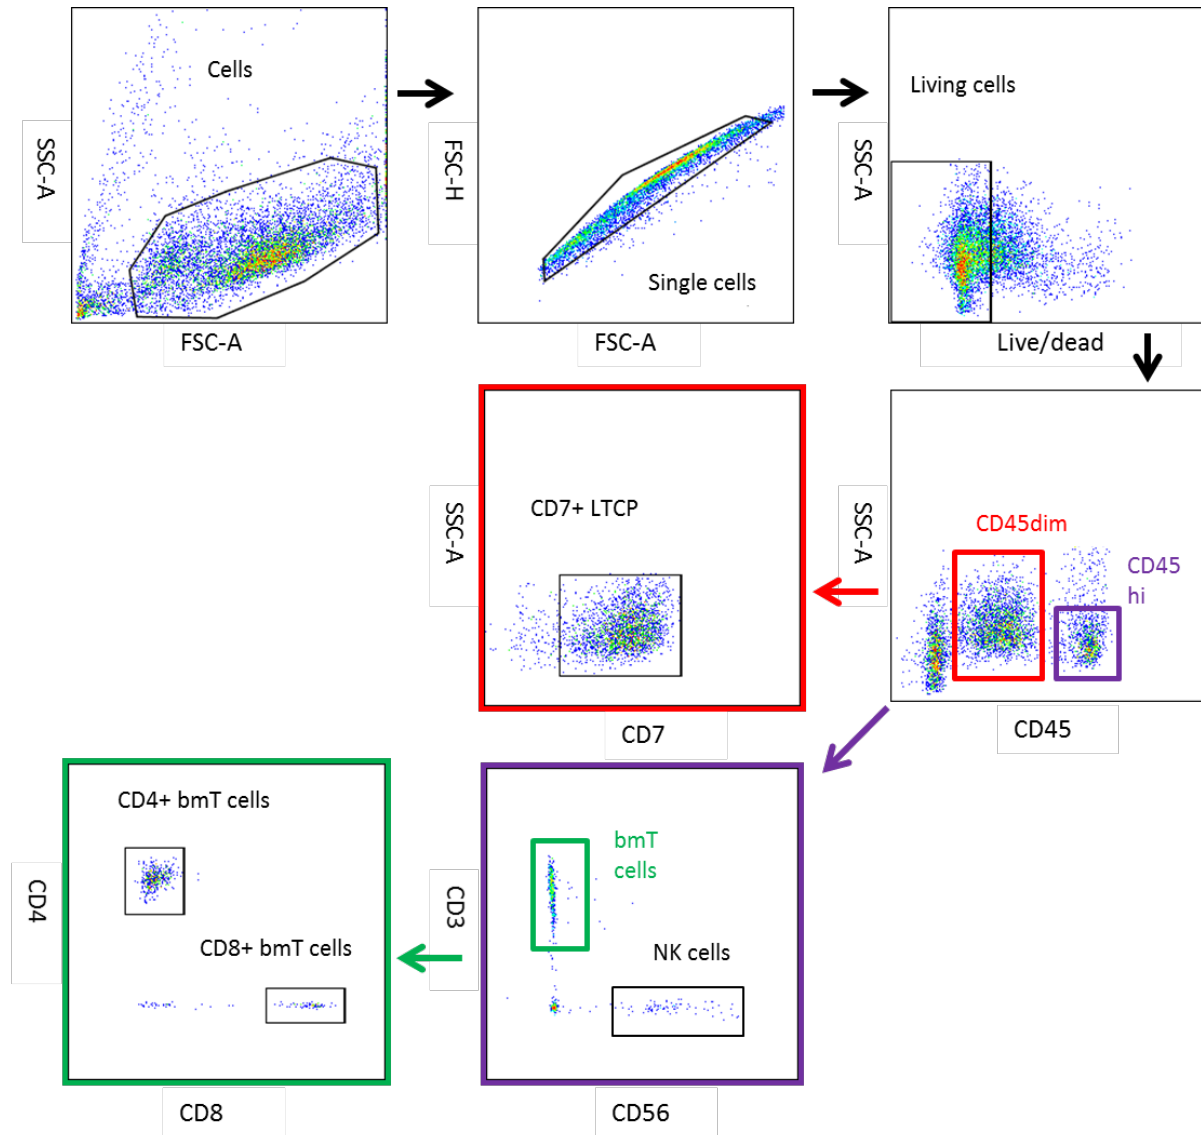 Cells
SSC-A
FSC-A
FSC-H
Single cells
FSC-A
Living cells
SSC-A
Live/dead
CD7+ LTCP
SSC-A
CD7
CD45dim
CD45
hi
SSC-A
CD45
CD4+ bmT cells
CD8+ bmT cells
CD4
CD8
bmT
cells
NK cells
CD3
CD56